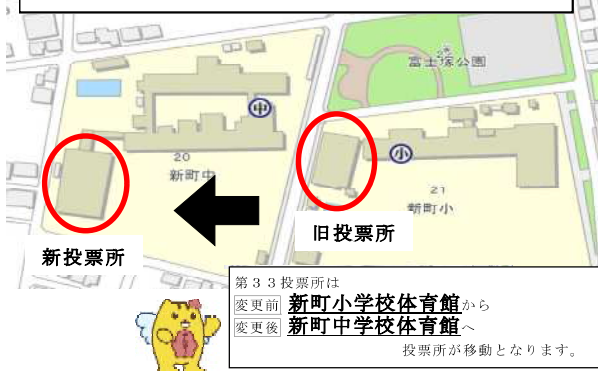 富士塚公園
中
小
20
新町中
21
新町小
旧投票所
新投票所
第３３投票所は
変更前 新町小学校体育館から
変更後 新町中学校体育館へ
投票所が移動となります。